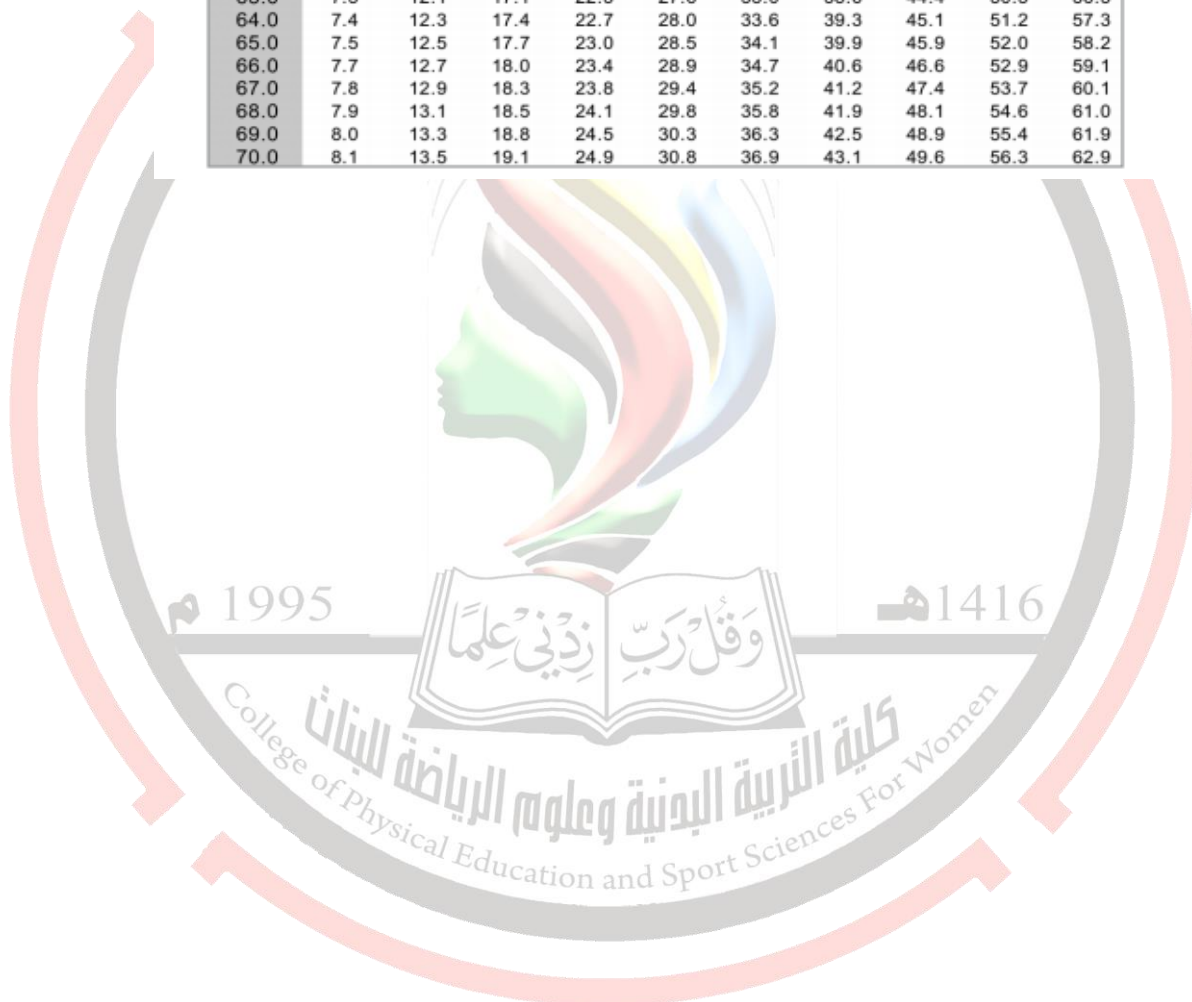 64.0 7.4 12.3 17.4 22.7 28.0 33.6 39.3 45.1 51.2 57.3
65.0 7.5 12.5 17.7 23.0 28.5 34.1 39.9 45.9 52.0 58.2
66.0 7.7 12.7 18.0 23.4 28.9 34.7 40.6 46.6 52.9 59.1
67.0 7.8 12.9 18.3 23.8 29.4 35.2 41.2 47.4 53.7 60.1
68.0 7.9 13.1 18.5 24.1 29.8 35.8 41.9 48.1 54.6 61.0
69.0 8.0 13.3 18.8 24.5 30.3 36.3 42.5 48.9 55.4 61.9
70.0 8.1 13.5 19.1 24.9 30.8 36.9 43.1 49.6 56.3 62.9
1416هـ
1995 م
وَقُلْ رَبِّ
زِدْنِي عِلْمًا
كلية التربية البدنية وعلوم الرياضة للبنات
College of Physical Education and Sport Sciences For Women